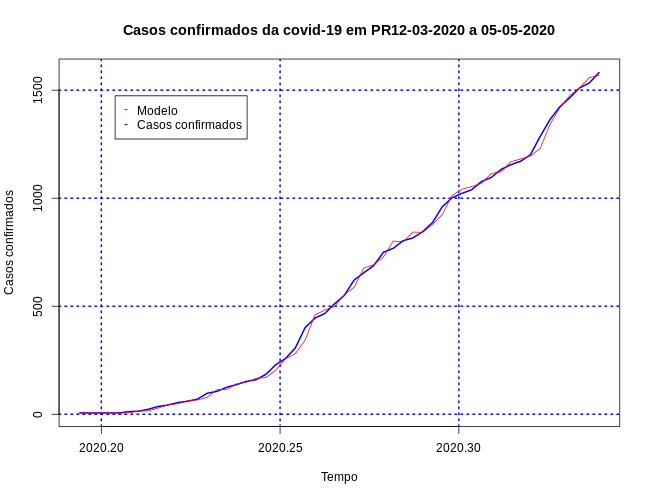 Casos confirmados da covid-19 em PR12-03-2020 a 05-05-2020
1500
1000
500
0
Casos confirmados
- Modelo
- Casos confirmados
2020.20 2020.25 2020.30
Tempo